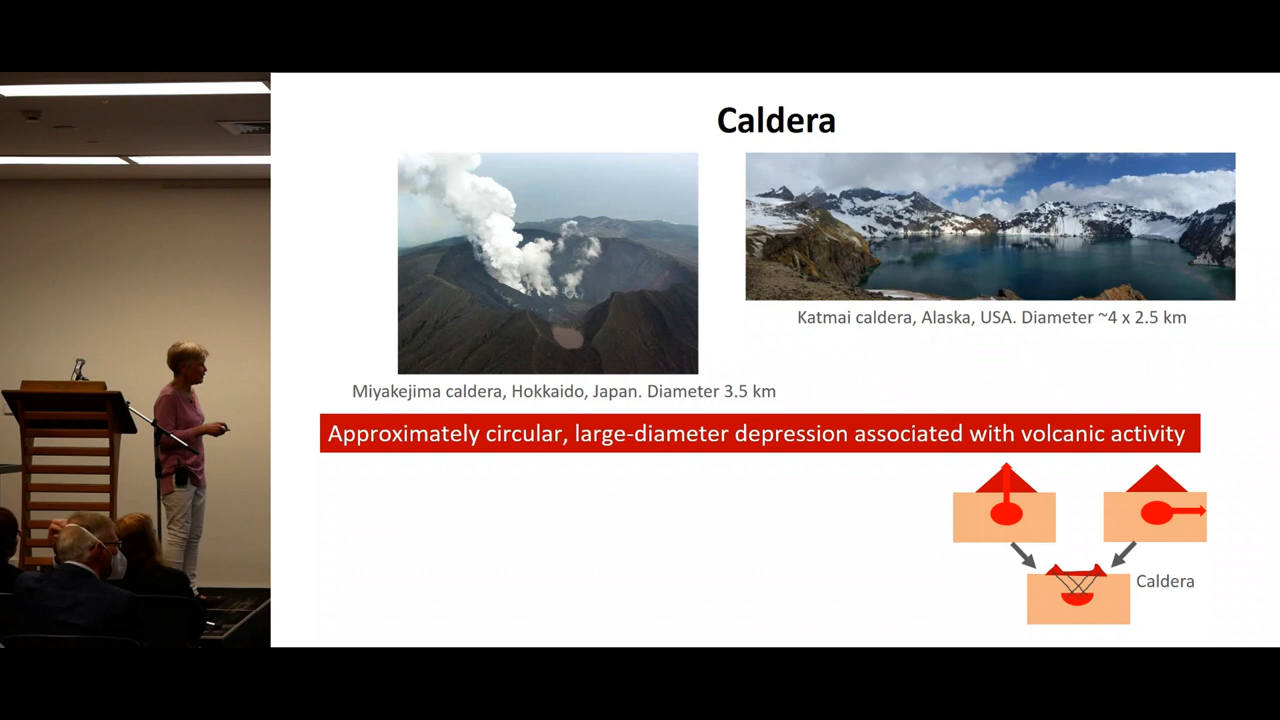 Caldera
Katmai caldera, Alaska, USA. Diameter ~4 x 2.5 km
Miyakejima caldera, Hokkaido, Japan. Diameter 3.5 km
Approximately circular, large-diameter depression associated with volcanic activity
Caldera